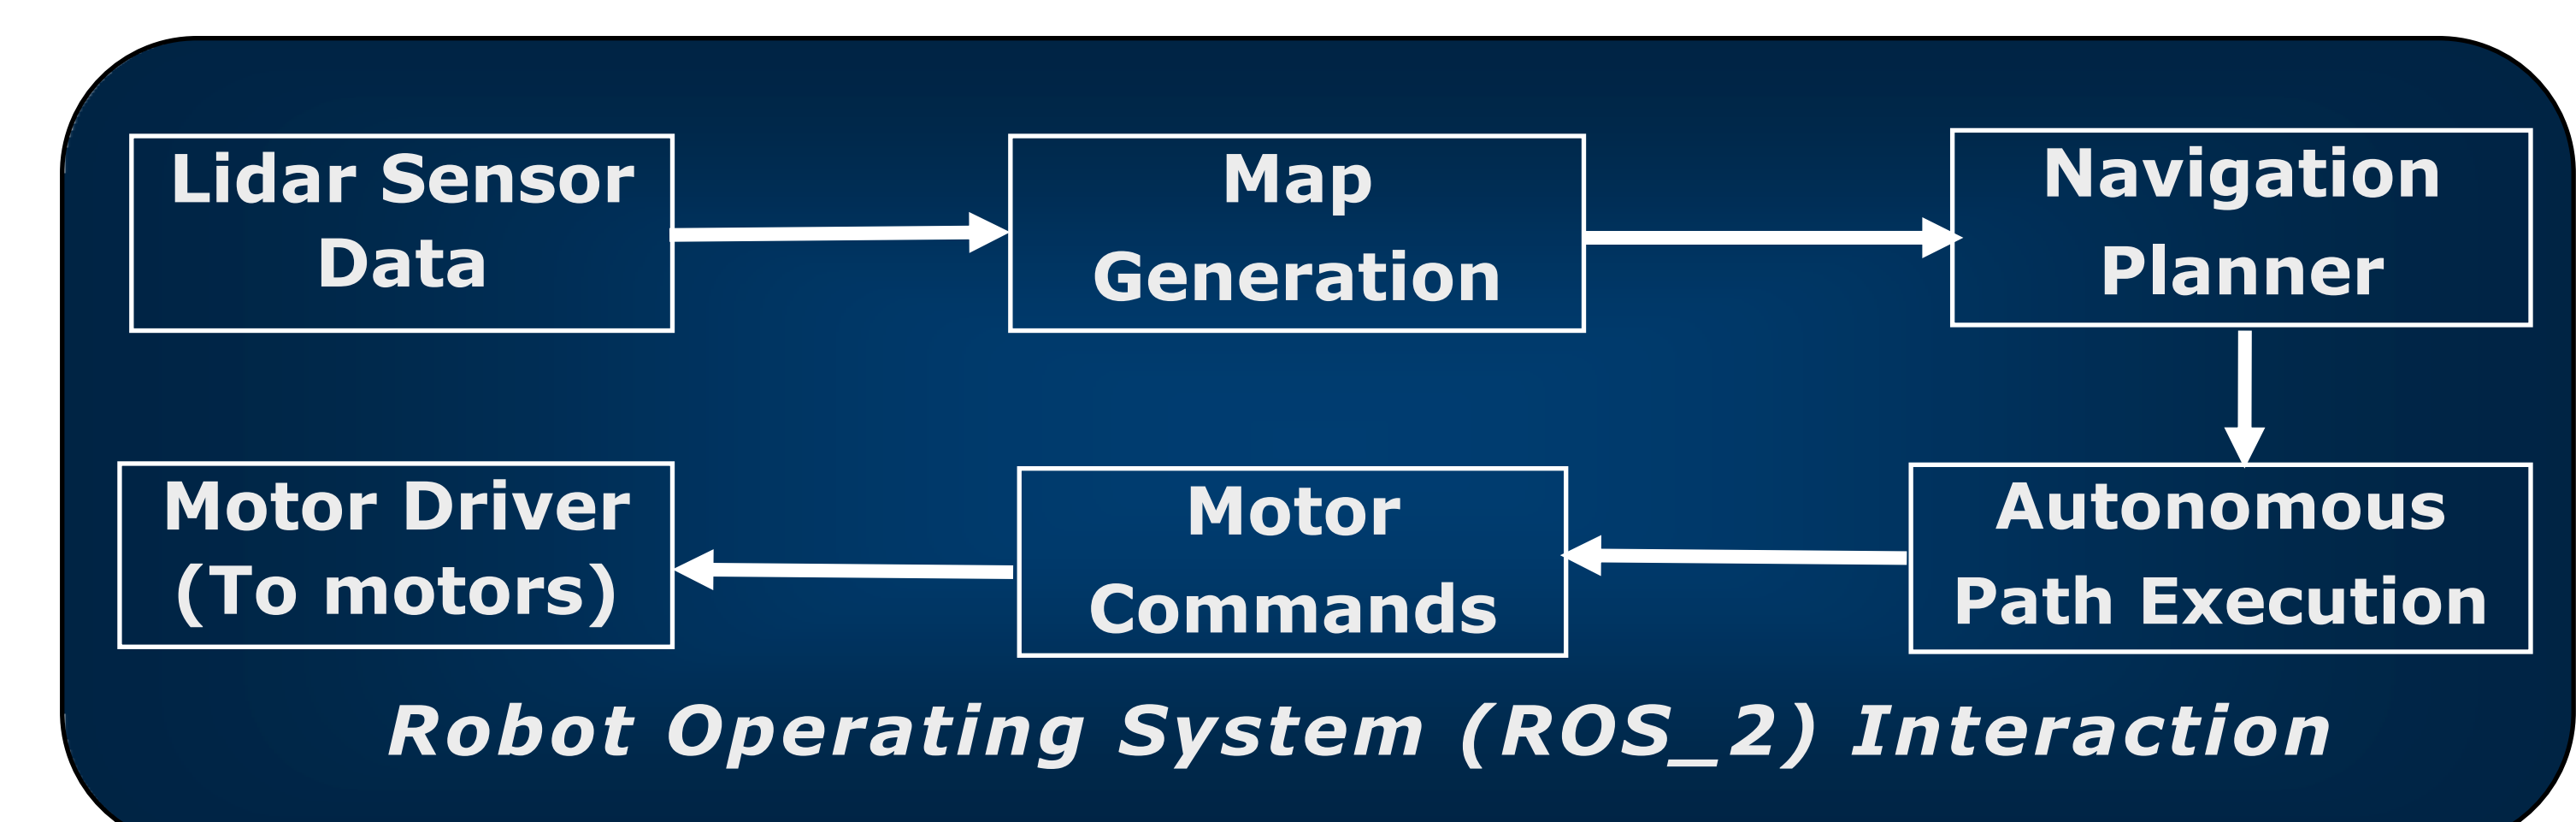 Lidar Sensor
Data
Map
Generation
Navigation
Planner
Motor Driver
(To motors)
Motor
Commands
Autonomous
Path Execution
Robot Operating System (ROS_2) Interaction